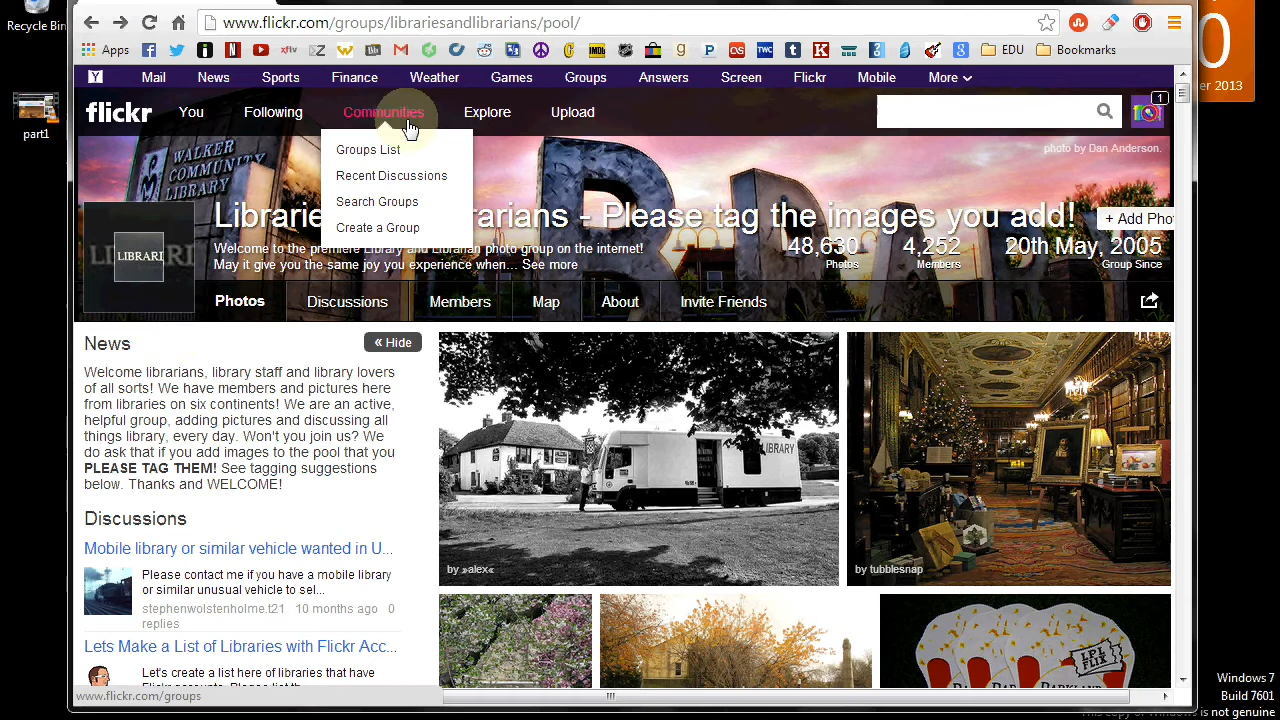 Recycle Bin
part1
www.flickr.com/groups/librariesandlibrarians/pool/
Apps EDU Bookmarks
0
er 2013
Y Mail News Sports Finance Weather Games Groups Answers Screen Flickr Mobile More
flickr You Following Communities Explore Upload
1
Groups List
Recent Discussions
Search Groups
Create a Group
WALKER
COMMUNITY
LIBRARY
photo by Dan Anderson.
Librarie rarians - Please tag the images you add!
+ Add Pho
LIBRARI
Welcome to the premiere Library and Librarian photo group on the internet!
May it give you the same joy you experience when... See more
48,630 4,252 20th May, 2005
Photos Members Group Since
Photos Discussions Members Map About Invite Friends
News
« Hide
Welcome librarians, library staff and library lovers
of all sorts! We have members and pictures here
from libraries on six continents! We are an active,
helpful group, adding pictures and discussing all
things library, every day. Won't you join us? We
do ask that if you add images to the pool that you
PLEASE TAG THEM! See tagging suggestions
below. Thanks and WELCOME!
Discussions
Mobile library or similar vehicle wanted in U...
Please contact me if you have a mobile library
or similar unusual vehicle to sel...
stephenwolstenholme.t21 10 months ago 0
replies
Lets Make a List of Libraries with Flickr Acc...
Let's create a list here of libraries that have
www.flickr.com/groups
LIBRARY
by »alex«
by tubblesnap
IPL
FLIX
Windows 7
Build 7601
This copy of Windows is not genuine